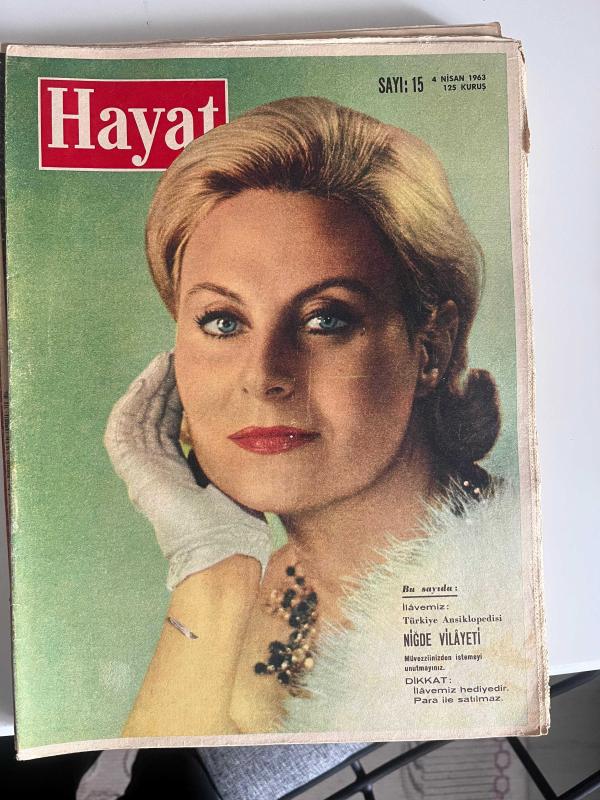 Hayat
SAYI: 15
4 NİSAN 1963
125 KURUŞ
Bu sayıda:
İlâvemiz:
Türkiye Ansiklopedisi
NİĞDE VİLÂYETİ
Müvezziinizden istemeyi
unutmayınız.
DİKKAT:
İlâvemiz hediyedir.
Para ile satılmaz.